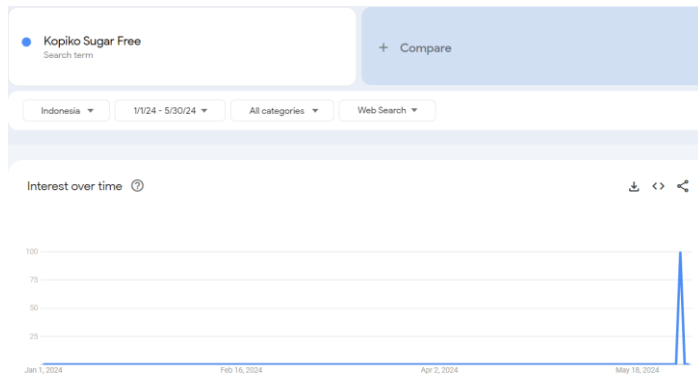 Kopiko Sugar Free
Search term
+ Compare
Indonesia
1/1/24 - 5/30/24
All categories
Web Search
Interest over time
100
75
50
25
Jan 1, 2024
Feb 16, 2024
Apr 2, 2024
May 18, 2024